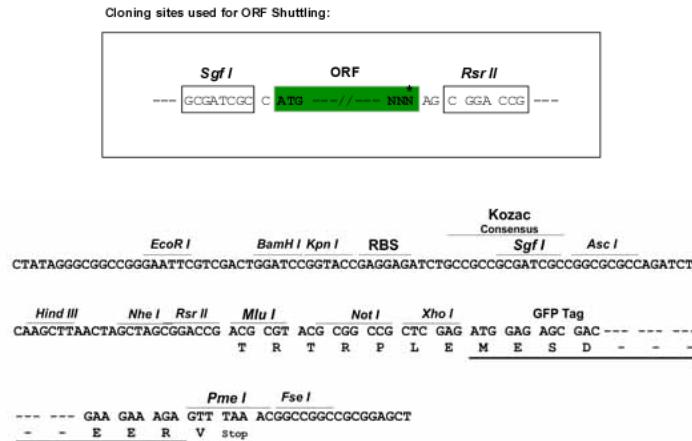 Cloning sites used for ORF Shuttling:
Sgf I ORF Rsr II
--- GCGATCGC C ATG ---//--- NNN* AG C GGA CCG ---
Kozac
Consensus
EcoR I BamH I Kpn I RBS Sgf I Asc I
CTATAGGGCGGCCGGGAATTCGTCGACTGGATCCGGTACCGAGGAGATCTGCCGCCGCGATCGCCGGCGCGCCAGATCT
Hind III Nhe I Rsr II Mlu I Not I Xho I GFP Tag
CAAGCTTAACTAGCTAGCGGACCG ACG CGT ACG CGG CCG CTC GAG ATG GAG AGC GAC--- --- ---
T R T R P L E M E S D - - -
Pme I Fse I
--- --- GAA GAA AGA GTT TAA ACGGCCGGCCGCGGAGCT
- - E E R V Stop